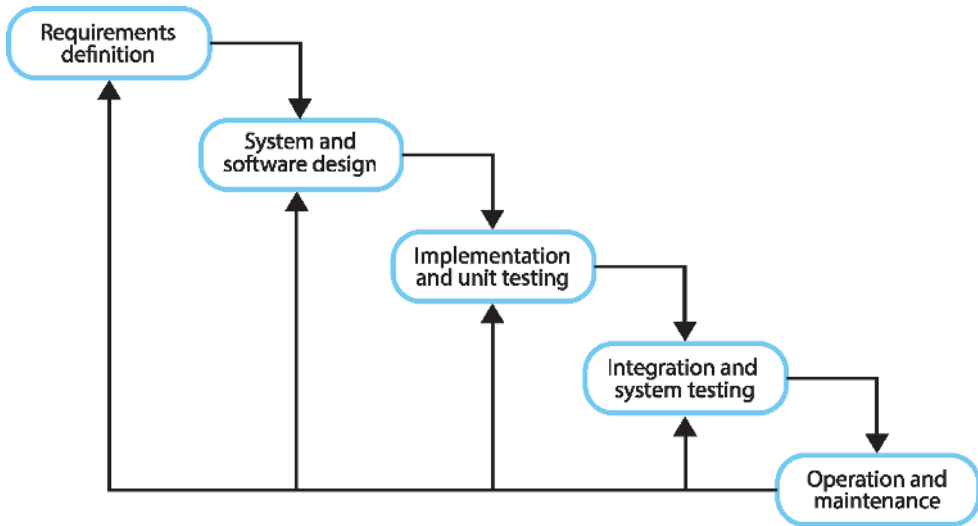 Requirements
definition
System and
software design
Implementation
and unit testing
Integration and
system testing
Operation and
maintenance